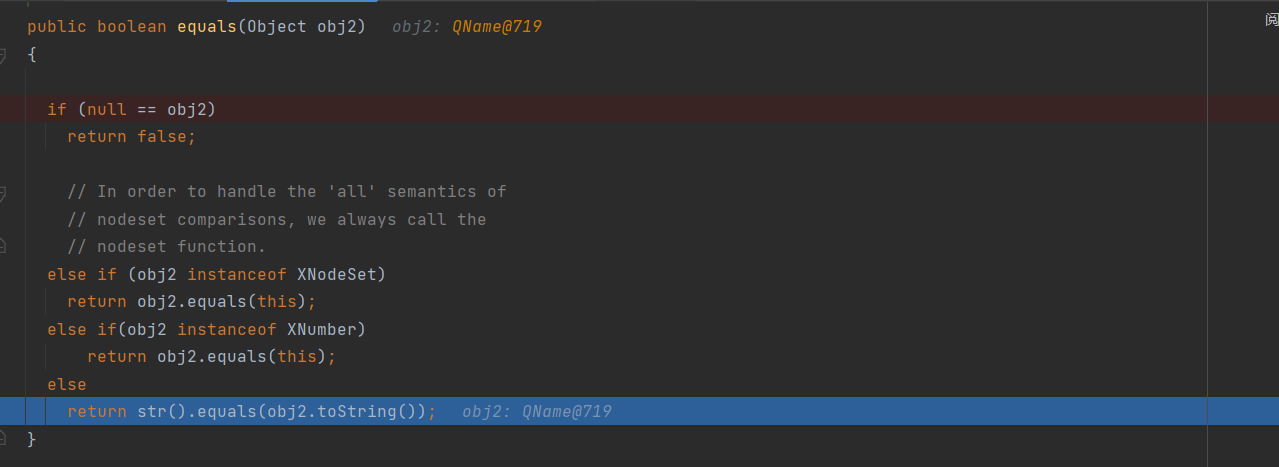 public boolean equals(Object obj2)   obj2: QName@719
阅
{
  if (null == obj2)
    return false;
    // In order to handle the 'all' semantics of
    // nodeset comparisons, we always call the
    // nodeset function.
  else if (obj2 instanceof XNodeSet)
    return obj2.equals(this);
  else if(obj2 instanceof XNumber)
      return obj2.equals(this);
  else
    return str().equals(obj2.toString());   obj2: QName@719
}